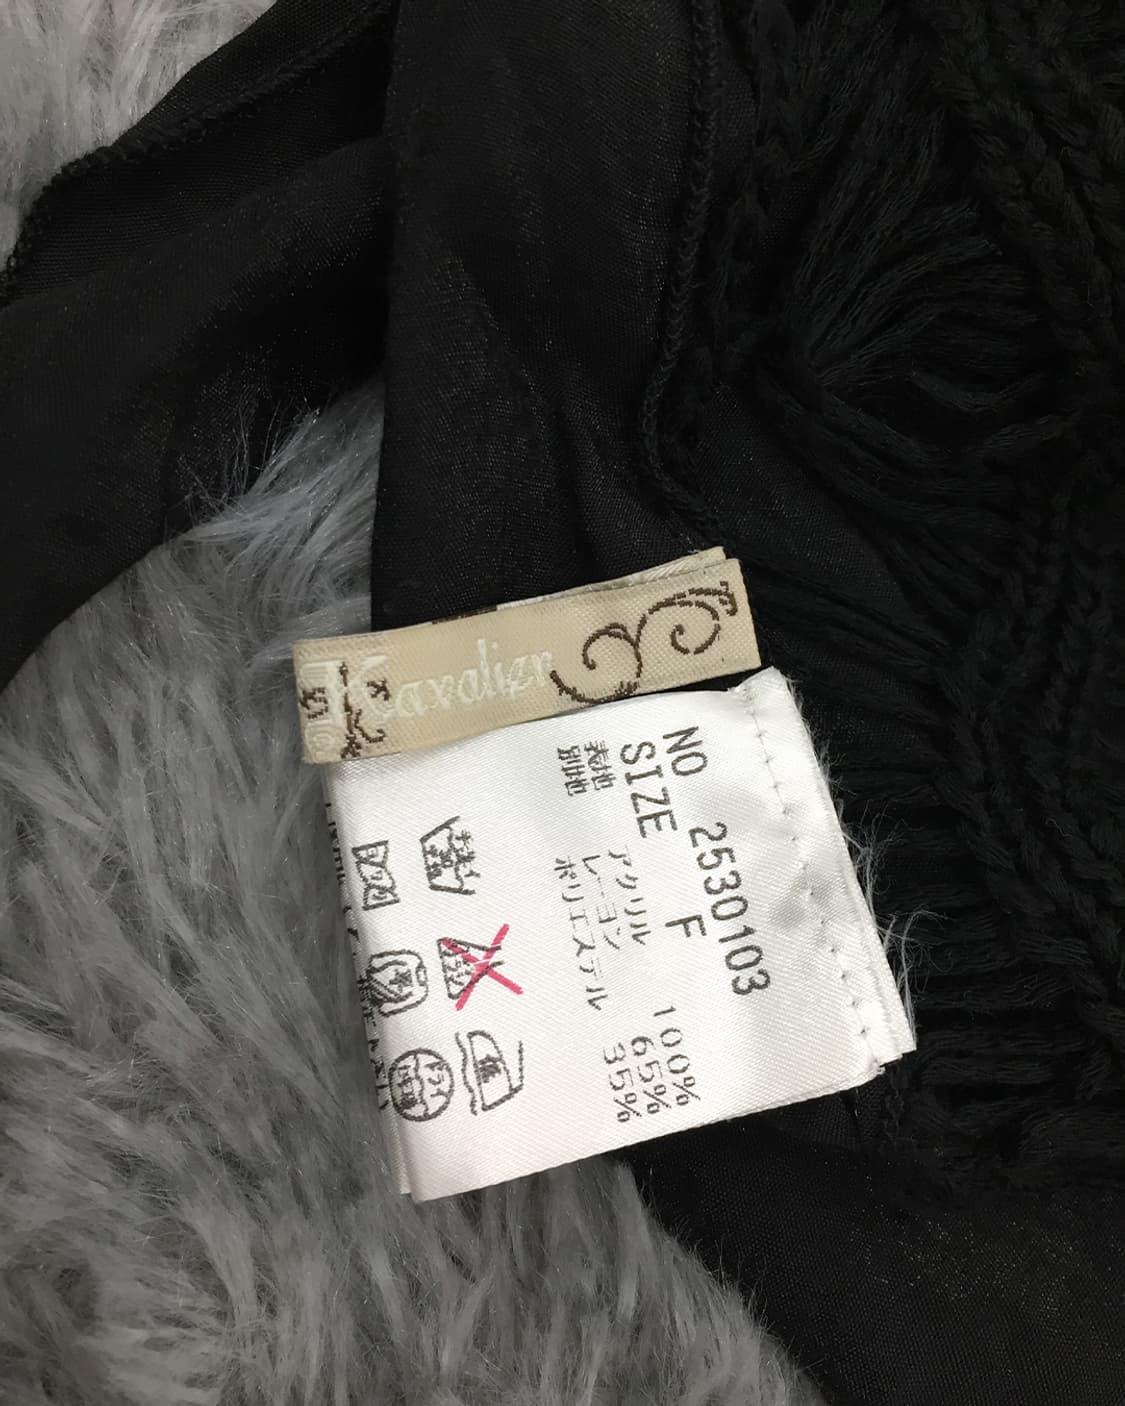 Kavalier
NO 2530103
SIZE F
表地 アクリル 100%
別地 レーヨン 65%
ポリエステル 35%